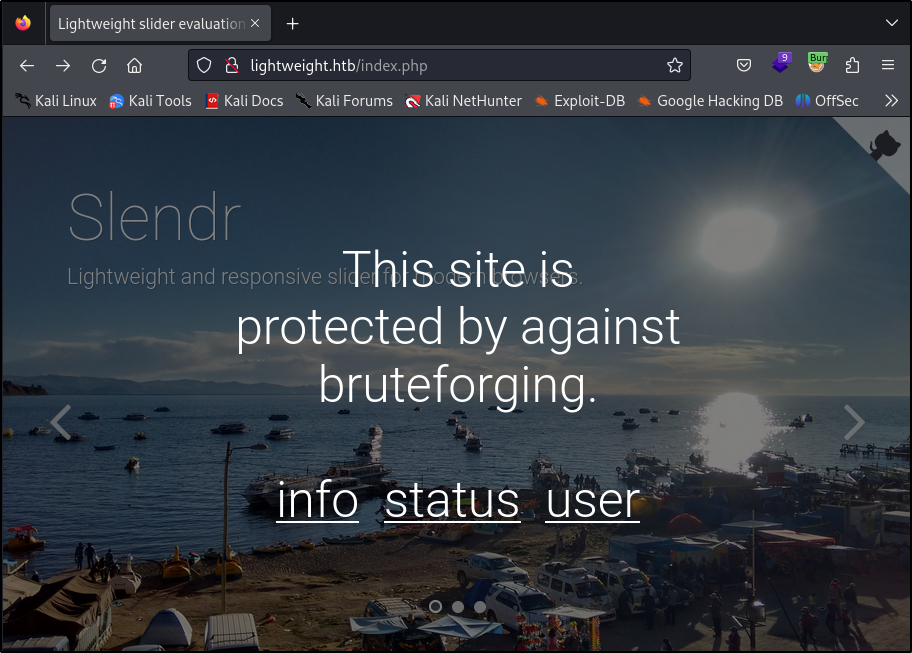 Lightweight slider evaluation
lightweight.htb/index.php
9
Bur
Kali Linux Kali Tools Kali Docs Kali Forums Kali NetHunter Exploit-DB Google Hacking DB OffSec
Slendr
Lightweight and responsive slider for modern browsers.
This site is
protected by against
bruteforging.
info status user